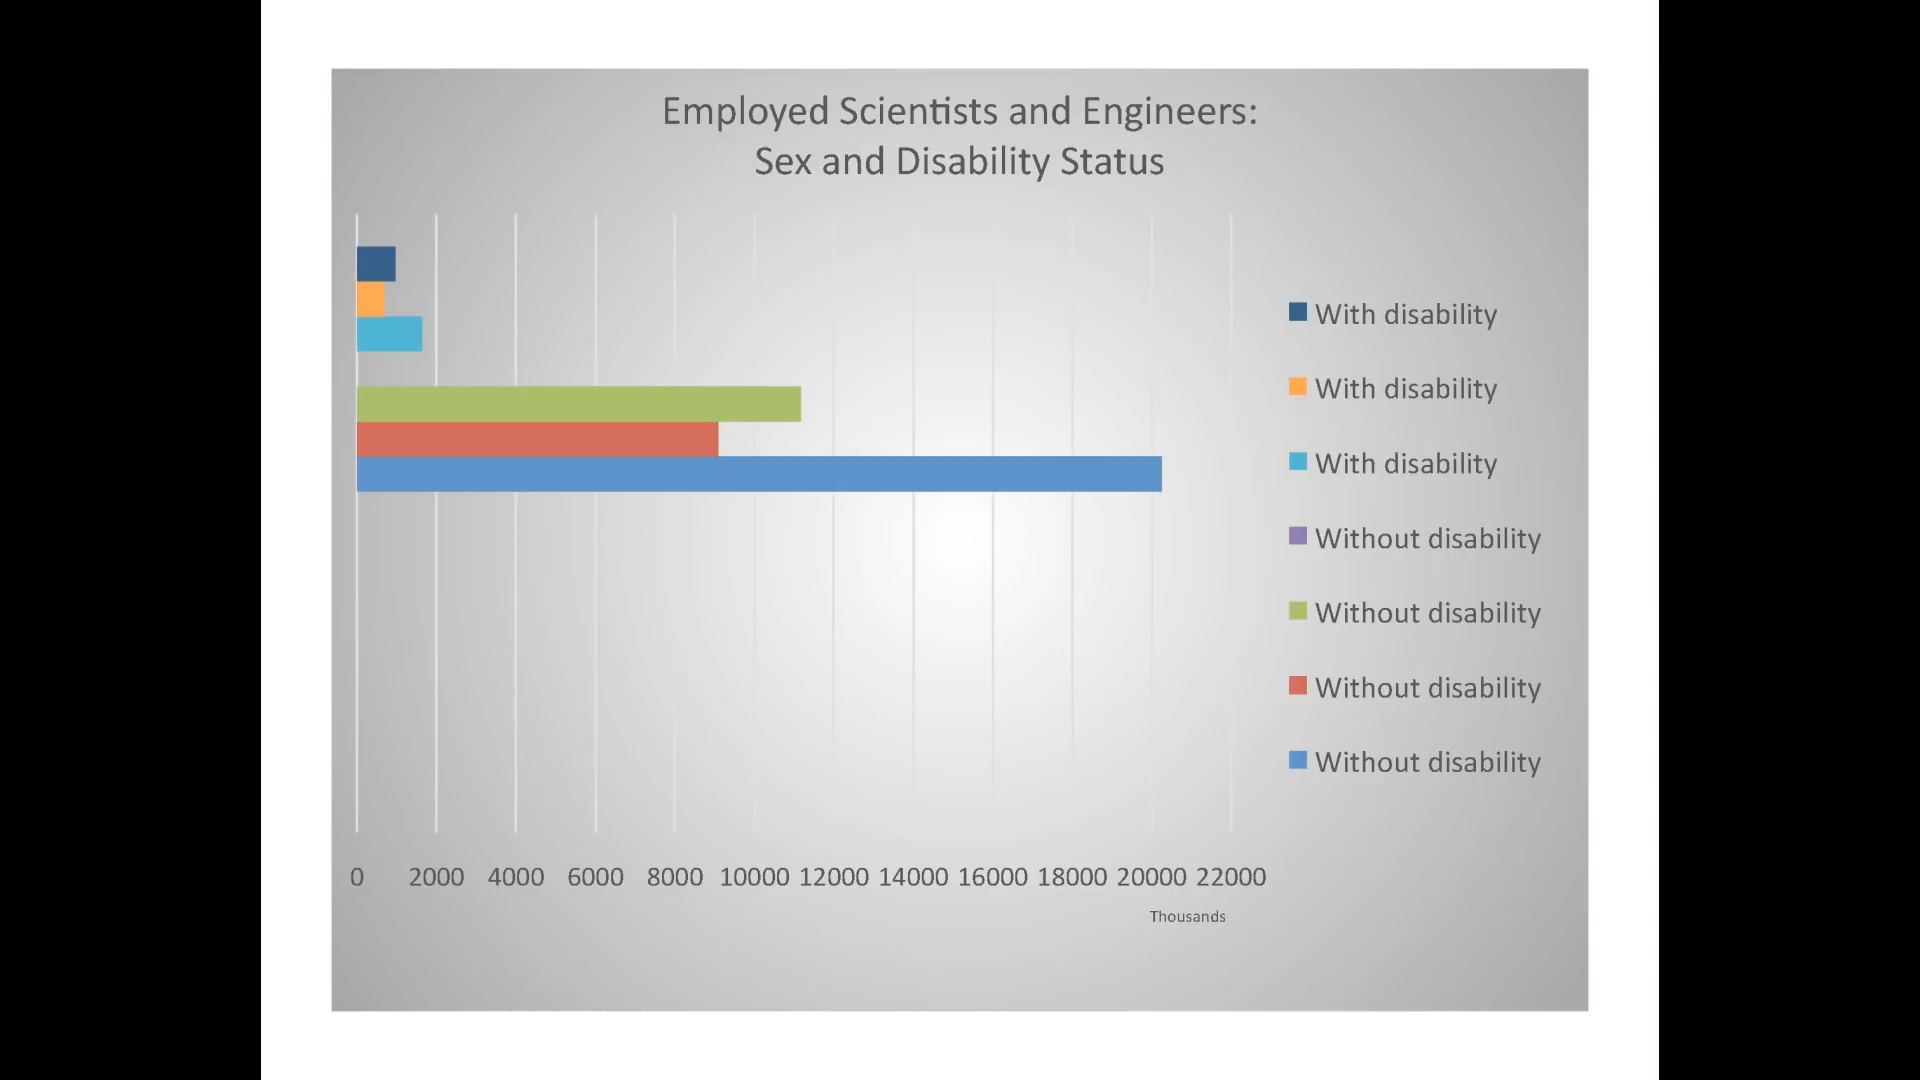 Employed Scientists and Engineers:
Sex and Disability Status
With disability
With disability
With disability
Without disability
Without disability
Without disability
Without disability
0 2000 4000 6000 8000 10000 12000 14000 16000 18000 20000 22000
Thousands